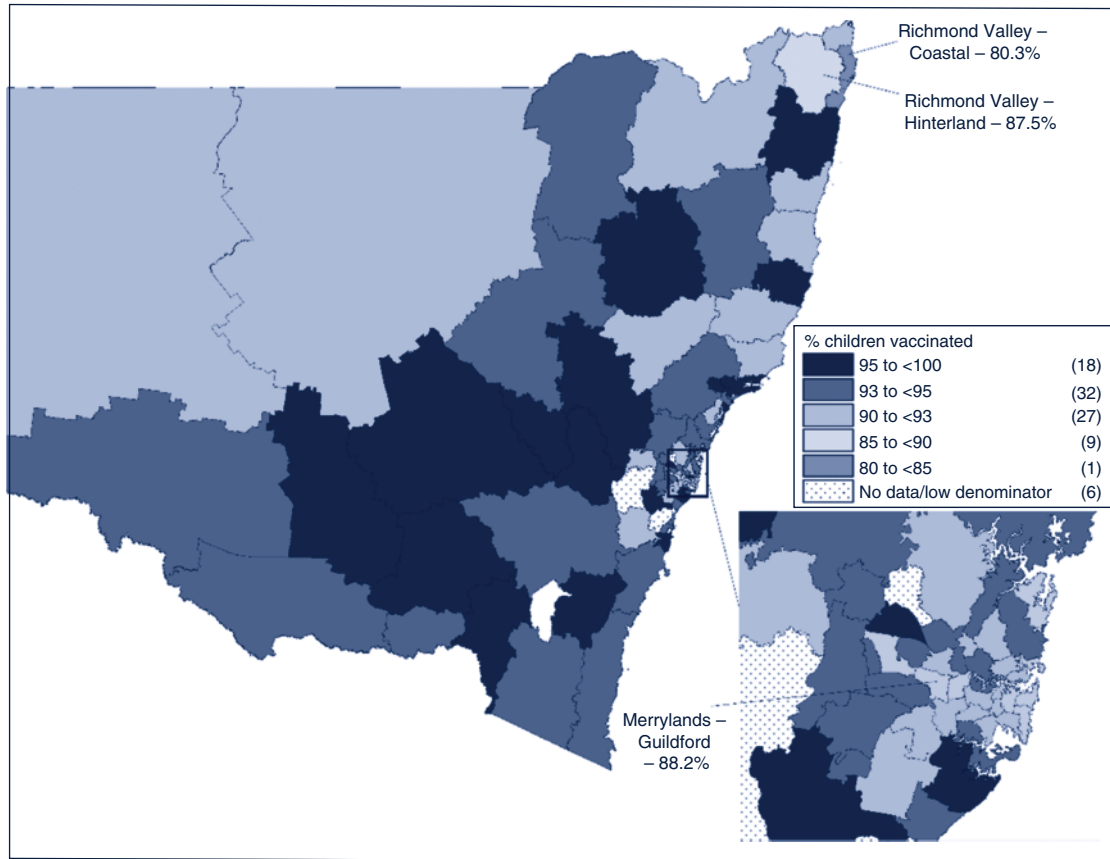 Richmond Valley –
Coastal – 80.3%
Richmond Valley –
Hinterland – 87.5%
% children vaccinated
95 to <100 (18)
93 to <95 (32)
90 to <93 (27)
85 to <90 (9)
80 to <85 (1)
No data/low denominator (6)
Merrylands –
Guildford
– 88.2%